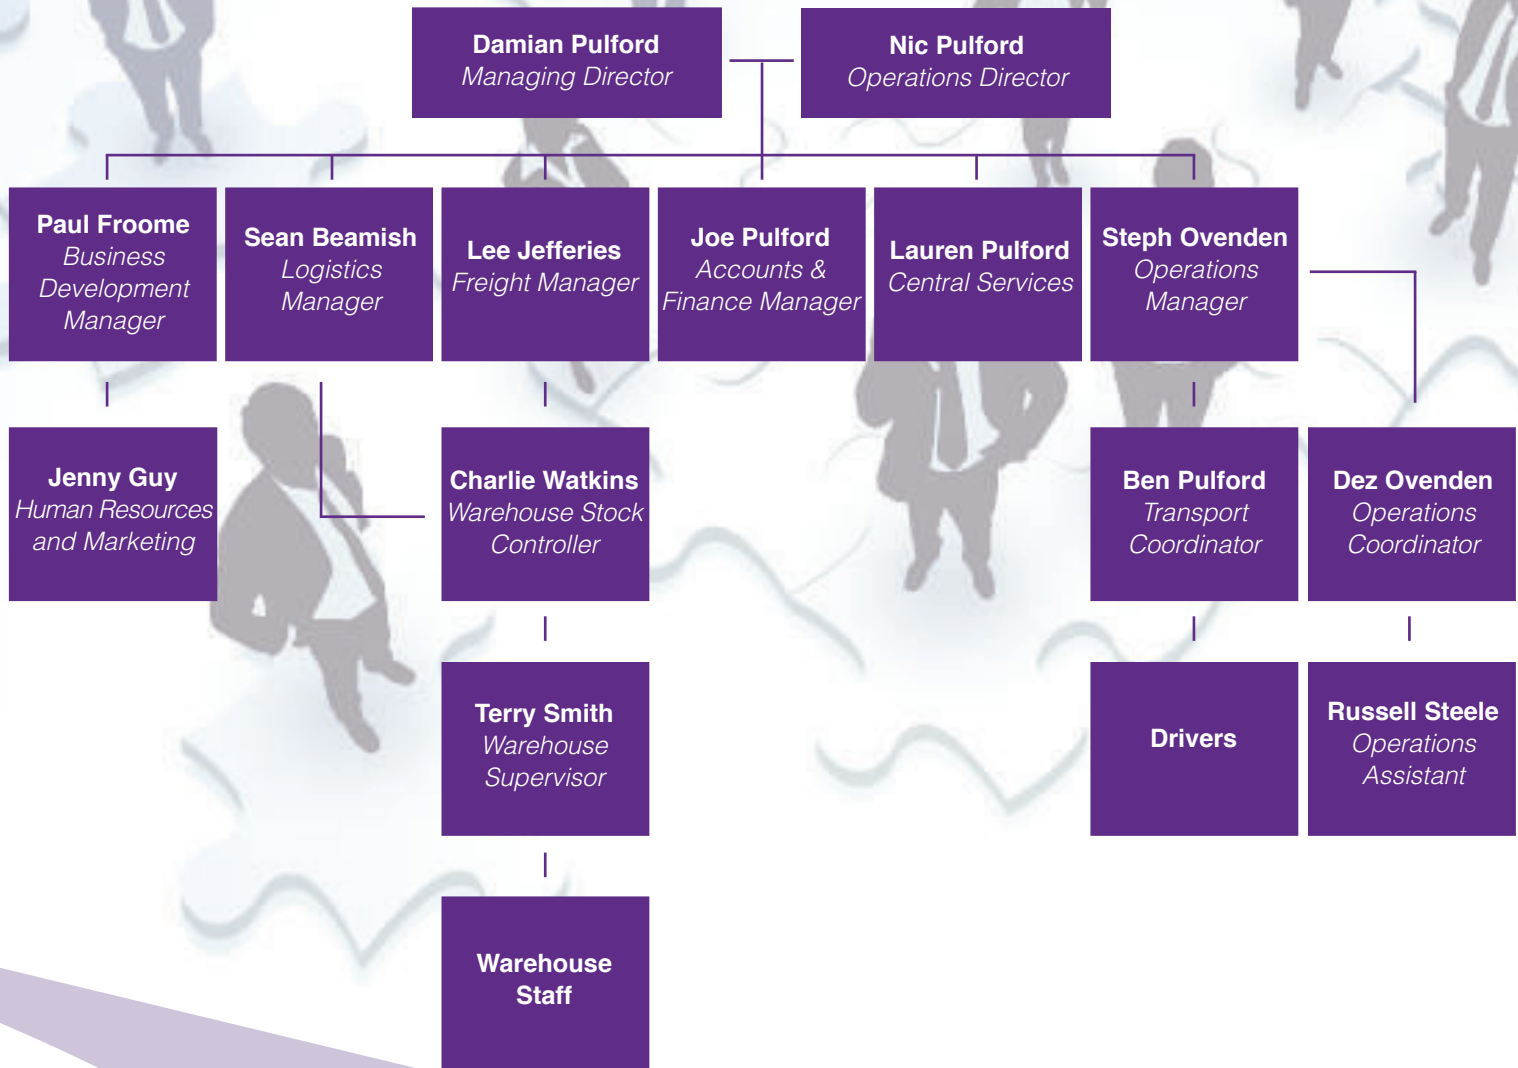 Damian Pulford
Managing Director
Nic Pulford
Operations Director
Paul Froome
Business
Development
Manager
Sean Beamish
Logistics
Manager
Lee Jefferies
Freight Manager
Joe Pulford
Accounts &
Finance Manager
Lauren Pulford
Central Services
Steph Ovenden
Operations
Manager
Jenny Guy
Human Resources
and Marketing
Charlie Watkins
Warehouse Stock
Controller
Ben Pulford
Transport
Coordinator
Dez Ovenden
Operations
Coordinator
Terry Smith
Warehouse
Supervisor
Drivers
Russell Steele
Operations
Assistant
Warehouse
Staff